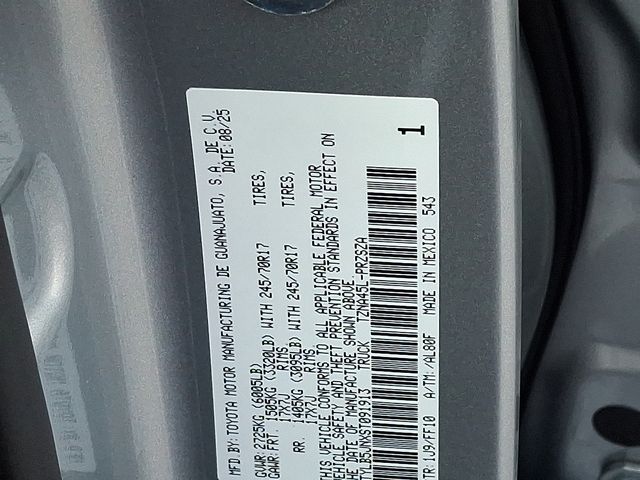 MFD BY: TOYOTA MOTOR MANUFACTURING DE GUANAJUATO, S.A. DE C.V.
DATE: 08/25
GVWR: 2725KG (6005LB)
GAWR: FRT. 1505KG (3320LB) WITH 245/70R17 TIRES,
17X7J RIMS
RR. 1405KG (3095LB) WITH 245/70R17 TIRES,
17X7J RIMS
THIS VEHICLE CONFORMS TO ALL APPLICABLE FEDERAL MOTOR
VEHICLE SAFETY AND THEFT PREVENTION STANDARDS IN EFFECT ON
THE DATE OF MANUFACTURE SHOWN ABOVE.
TRUCK TZNA45L-PRZSZA
1
TR: 1U9/FF10 A/TM: /AL80F MADE IN MEXICO 543